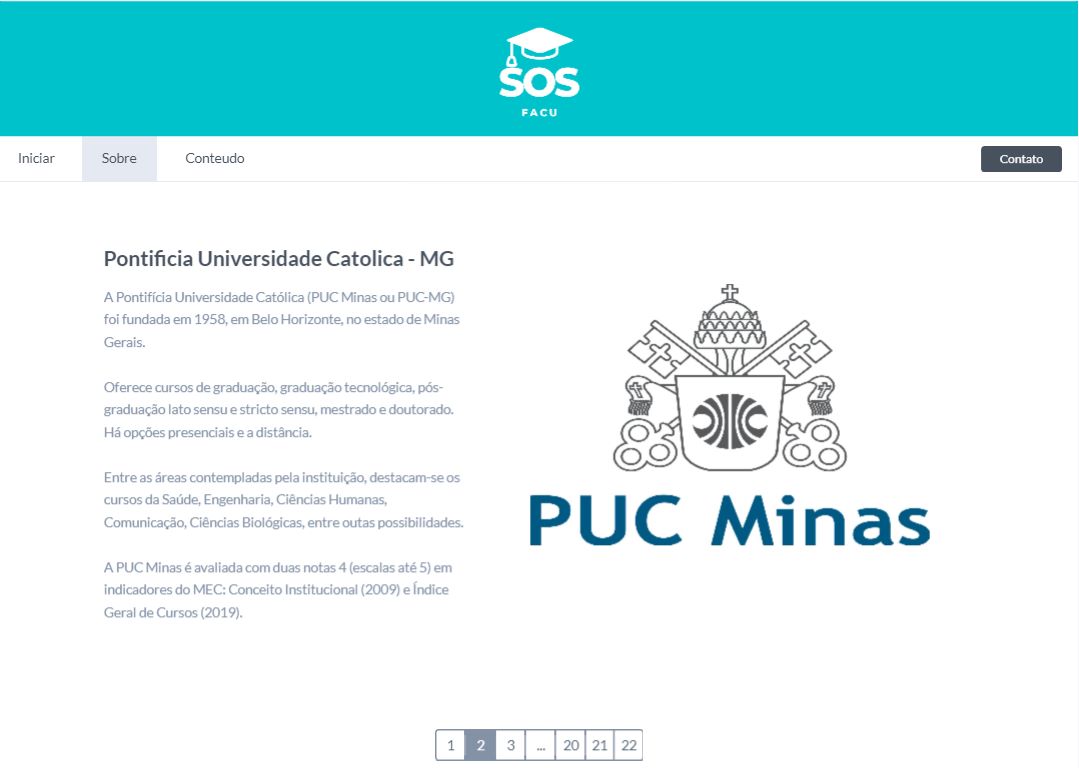 SOS
FACU
Iniciar
Sobre
Conteudo
Contato
Pontificia Universidade Catolica - MG
A Pontifícia Universidade Católica (PUC Minas ou PUC-MG)
foi fundada em 1958, em Belo Horizonte, no estado de Minas
Gerais.
Oferece cursos de graduação, graduação tecnológica, pós-
graduação lato sensu e stricto sensu, mestrado e doutorado.
Há opções presenciais e a distância.
Entre as áreas contempladas pela instituição, destacam-se os
cursos da Saúde, Engenharia, Ciências Humanas,
Comunicação, Ciências Biológicas, entre outas possibilidades.
A PUC Minas é avaliada com duas notas 4 (escalas até 5) em
indicadores do MEC: Conceito Institucional (2009) e Índice
Geral de Cursos (2019).
PUC Minas
1 2 3 ... 20 21 22